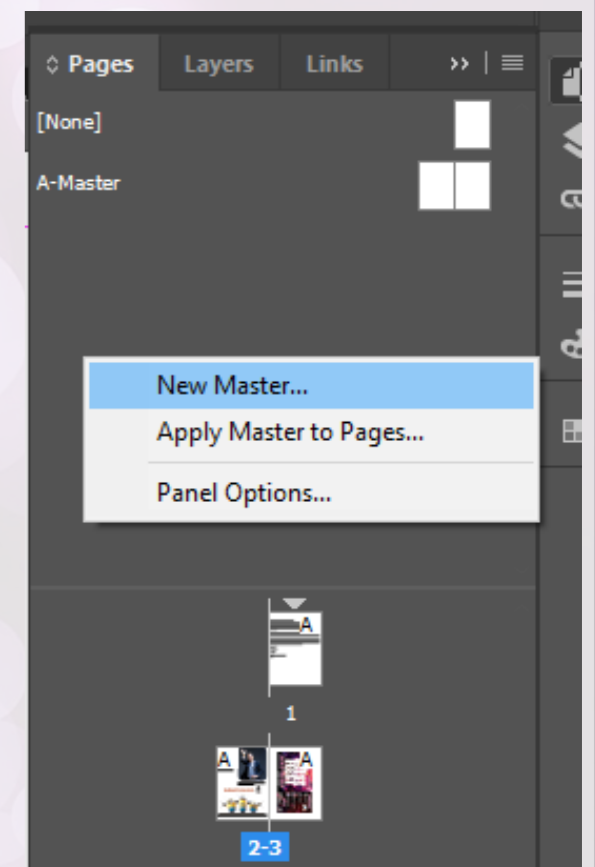 Pages Layers Links
[None]
A-Master
New Master...
Apply Master to Pages...
Panel Options...
A
1
A A
2-3